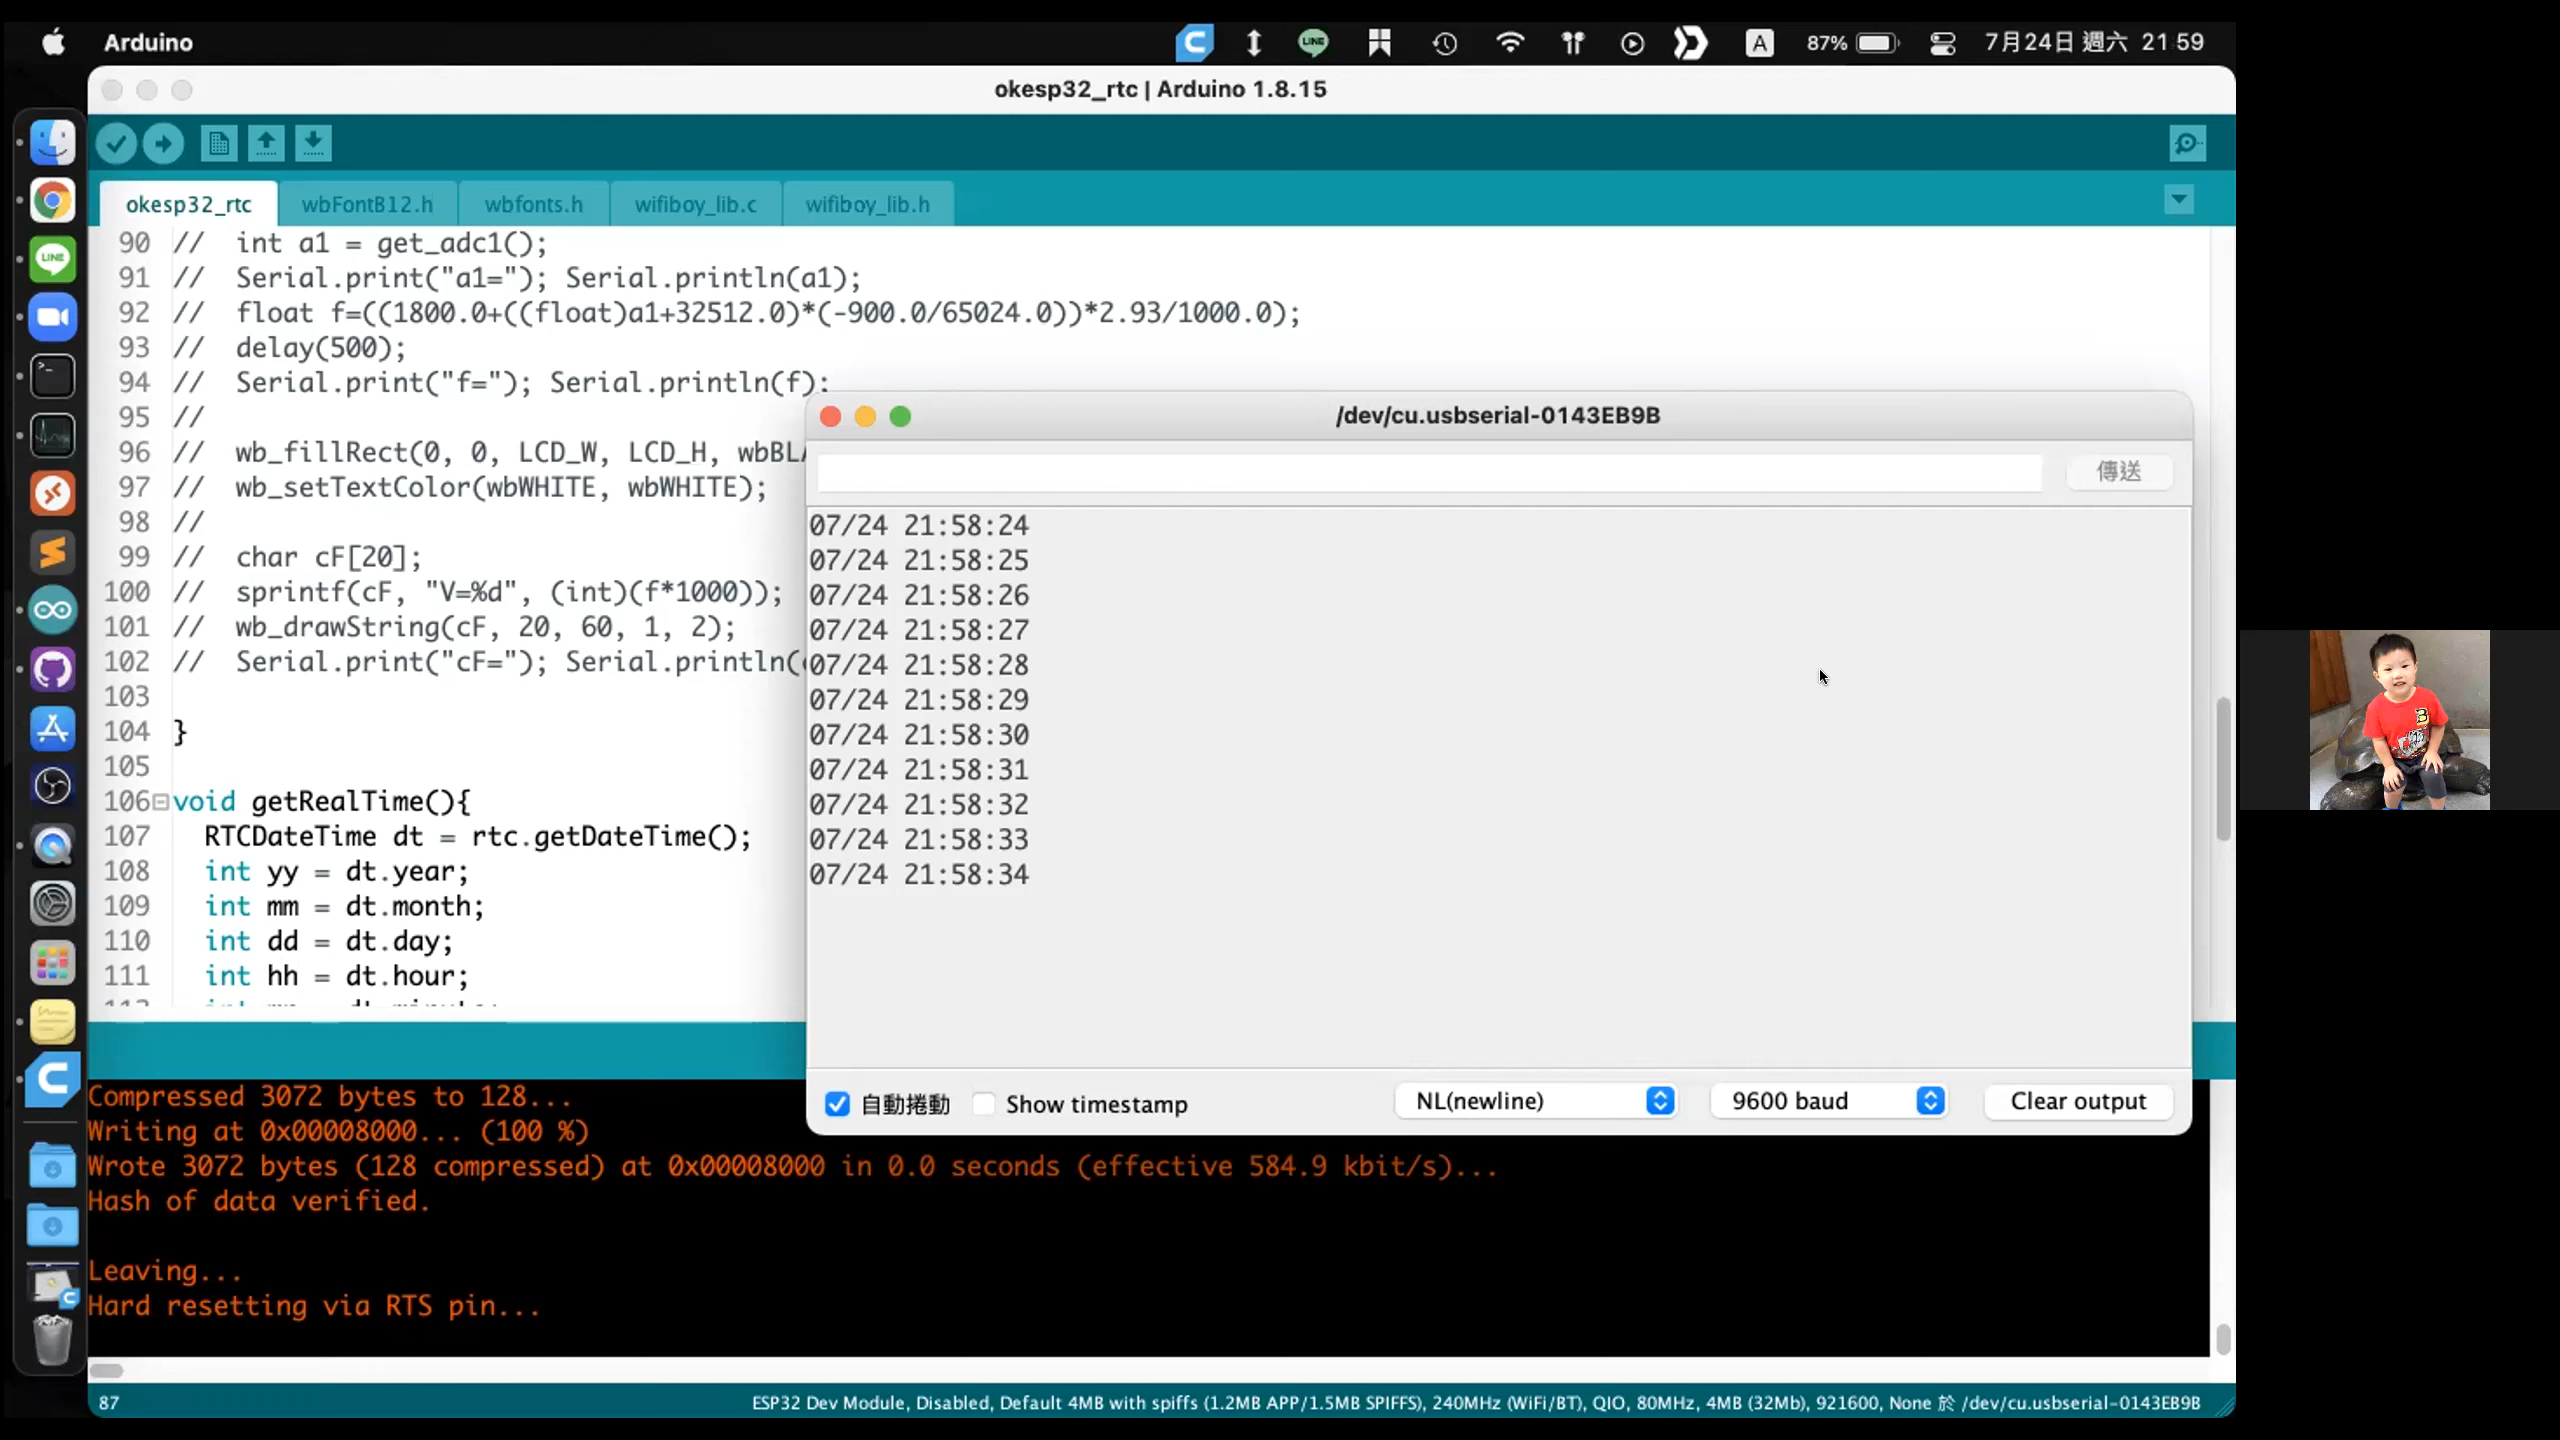 Arduino
LINE
A
87%
7月24日 週六 21:59
okesp32_rtc | Arduino 1.8.15
okesp32_rtc
wbFontB12.h
wbfonts.h
wifiboy_lib.c
wifiboy_lib.h
LINE
90 // int a1 = get_adc1();
91 // Serial.print("a1="); Serial.println(a1);
92 // float f=((1800.0+((float)a1+32512.0)*(-900.0/65024.0))*2.93/1000.0);
93 // delay(500);
94 // Serial.print("f="); Serial.println(f);
95 //
96 // wb_fillRect(0, 0, LCD_W, LCD_H, wbBLA
97 // wb_setTextColor(wbWHITE, wbWHITE);
98 //
99 // char cF[20];
100 // sprintf(cF, "V=%d", (int)(f*1000));
101 // wb_drawString(cF, 20, 60, 1, 2);
102 // Serial.print("cF="); Serial.println(
103
104 }
105
106 void getRealTime(){
107 RTCDateTime dt = rtc.getDateTime();
108 int yy = dt.year;
109 int mm = dt.month;
110 int dd = dt.day;
111 int hh = dt.hour;
/dev/cu.usbserial-0143EB9B
傳送
07/24 21:58:24
07/24 21:58:25
07/24 21:58:26
07/24 21:58:27
07/24 21:58:28
07/24 21:58:29
07/24 21:58:30
07/24 21:58:31
07/24 21:58:32
07/24 21:58:33
07/24 21:58:34
自動捲動
Show timestamp
NL(newline)
9600 baud
Clear output
Compressed 3072 bytes to 128...
Writing at 0x00008000... (100 %)
Wrote 3072 bytes (128 compressed) at 0x00008000 in 0.0 seconds (effective 584.9 kbit/s)...
Hash of data verified.
Leaving...
Hard resetting via RTS pin...
87
ESP32 Dev Module, Disabled, Default 4MB with spiffs (1.2MB APP/1.5MB SPIFFS), 240MHz (WiFi/BT), QIO, 80MHz, 4MB (32Mb), 921600, None 於 /dev/cu.usbserial-0143EB9B